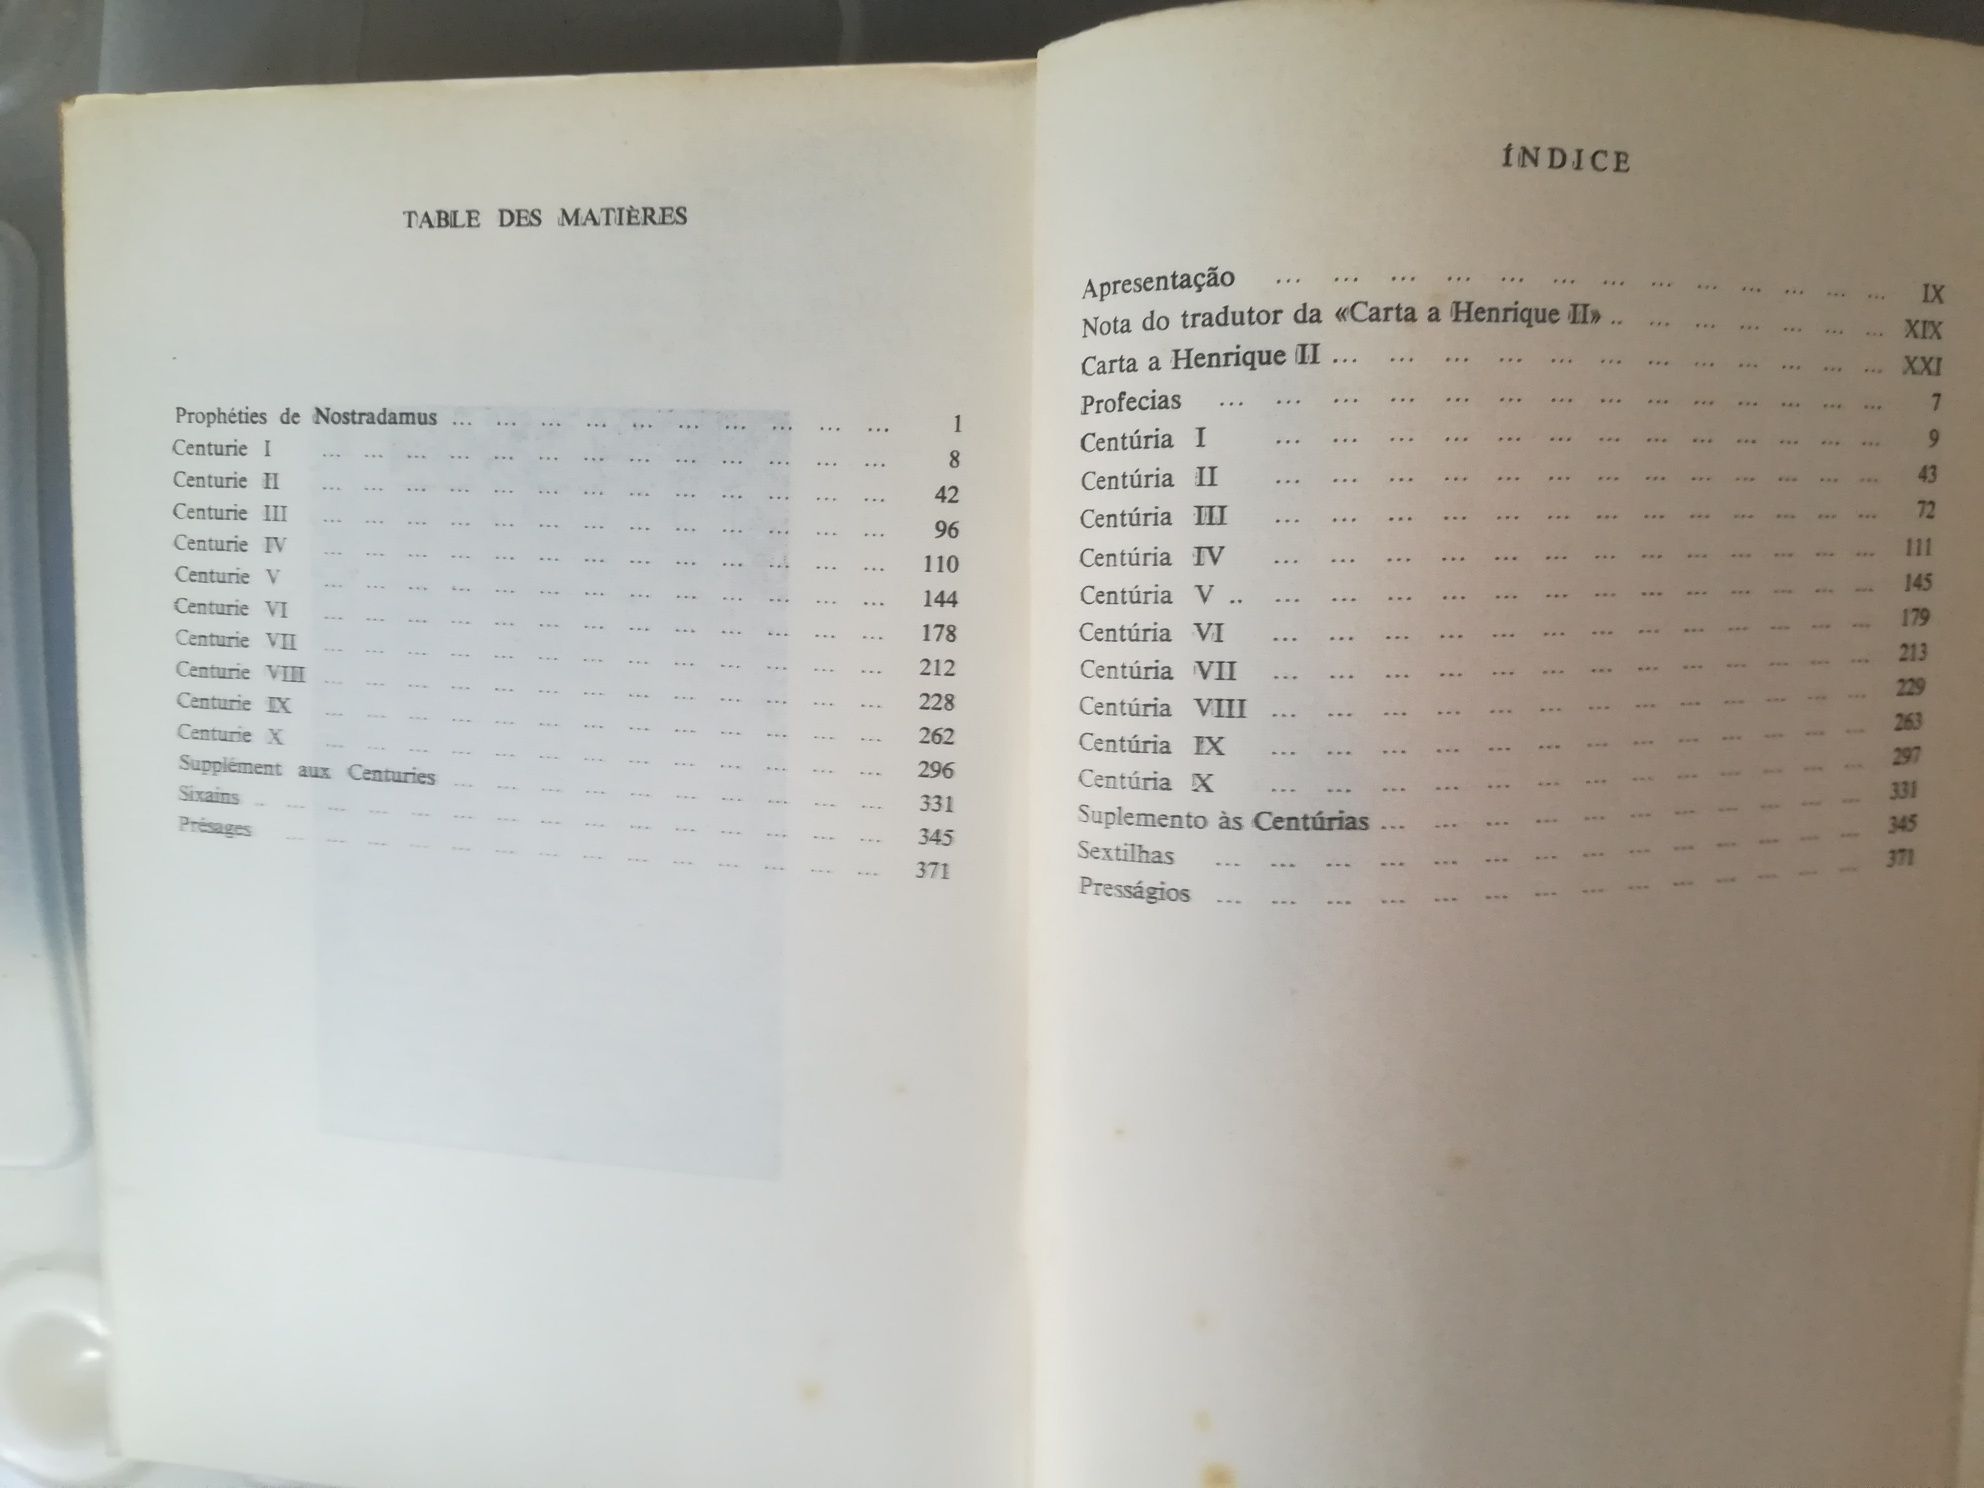 TABLE DES MATIÈRES
Prophéties de Nostradamus ... ... ... ... ... ... ... ... ... ... 1
Centurie I ... ... ... ... ... ... ... ... ... ... ... ... ... 8
Centurie II ... ... ... ... ... ... ... ... ... ... ... ... ... 42
Centurie III ... ... ... ... ... ... ... ... ... ... ... ... ... 96
Centurie IV ... ... ... ... ... ... ... ... ... ... ... ... ... 110
Centurie V ... ... ... ... ... ... ... ... ... ... ... ... ... 144
Centurie VI ... ... ... ... ... ... ... ... ... ... ... ... ... 178
Centurie VII ... ... ... ... ... ... ... ... ... ... ... ... ... 212
Centurie VIII ... ... ... ... ... ... ... ... ... ... ... ... ... 228
Centurie IX ... ... ... ... ... ... ... ... ... ... ... ... ... 262
Centurie X ... ... ... ... ... ... ... ... ... ... ... ... ... 296
Supplément aux Centuries ... ... ... ... ... ... ... ... ... ... 331
Sixains .. ... ... ... ... ... ... ... ... ... ... ... ... ... 345
Présages ... ... ... ... ... ... ... ... ... ... ... ... ... 371
ÍNDICE
Apresentação ... ... ... ... ... ... ... ... ... ... ... ... ... IX
Nota do tradutor da «Carta a Henrique II» .. ... ... ... ... ... ... XIX
Carta a Henrique II ... ... ... ... ... ... ... ... ... ... ... ... XXI
Profecias ... ... ... ... ... ... ... ... ... ... ... ... ... ... 7
Centúria I ... ... ... ... ... ... ... ... ... ... ... ... ... 9
Centúria II ... ... ... ... ... ... ... ... ... ... ... ... ... 43
Centúria III ... ... ... ... ... ... ... ... ... ... ... ... ... 72
Centúria IV ... ... ... ... ... ... ... ... ... ... ... ... ... 111
Centúria V .. ... ... ... ... ... ... ... ... ... ... ... ... ... 145
Centúria VI ... ... ... ... ... ... ... ... ... ... ... ... ... 179
Centúria VII ... ... ... ... ... ... ... ... ... ... ... ... ... 213
Centúria VIII ... ... ... ... ... ... ... ... ... ... ... ... ... 229
Centúria IX ... ... ... ... ... ... ... ... ... ... ... ... ... 263
Centúria X ... ... ... ... ... ... ... ... ... ... ... ... ... 297
Suplemento às Centúrias ... ... ... ... ... ... ... ... ... ... ... 331
Sextilhas ... ... ... ... ... ... ... ... ... ... ... ... ... ... 345
Presságios ... ... ... ... ... ... ... ... ... ... ... ... ... ... 371